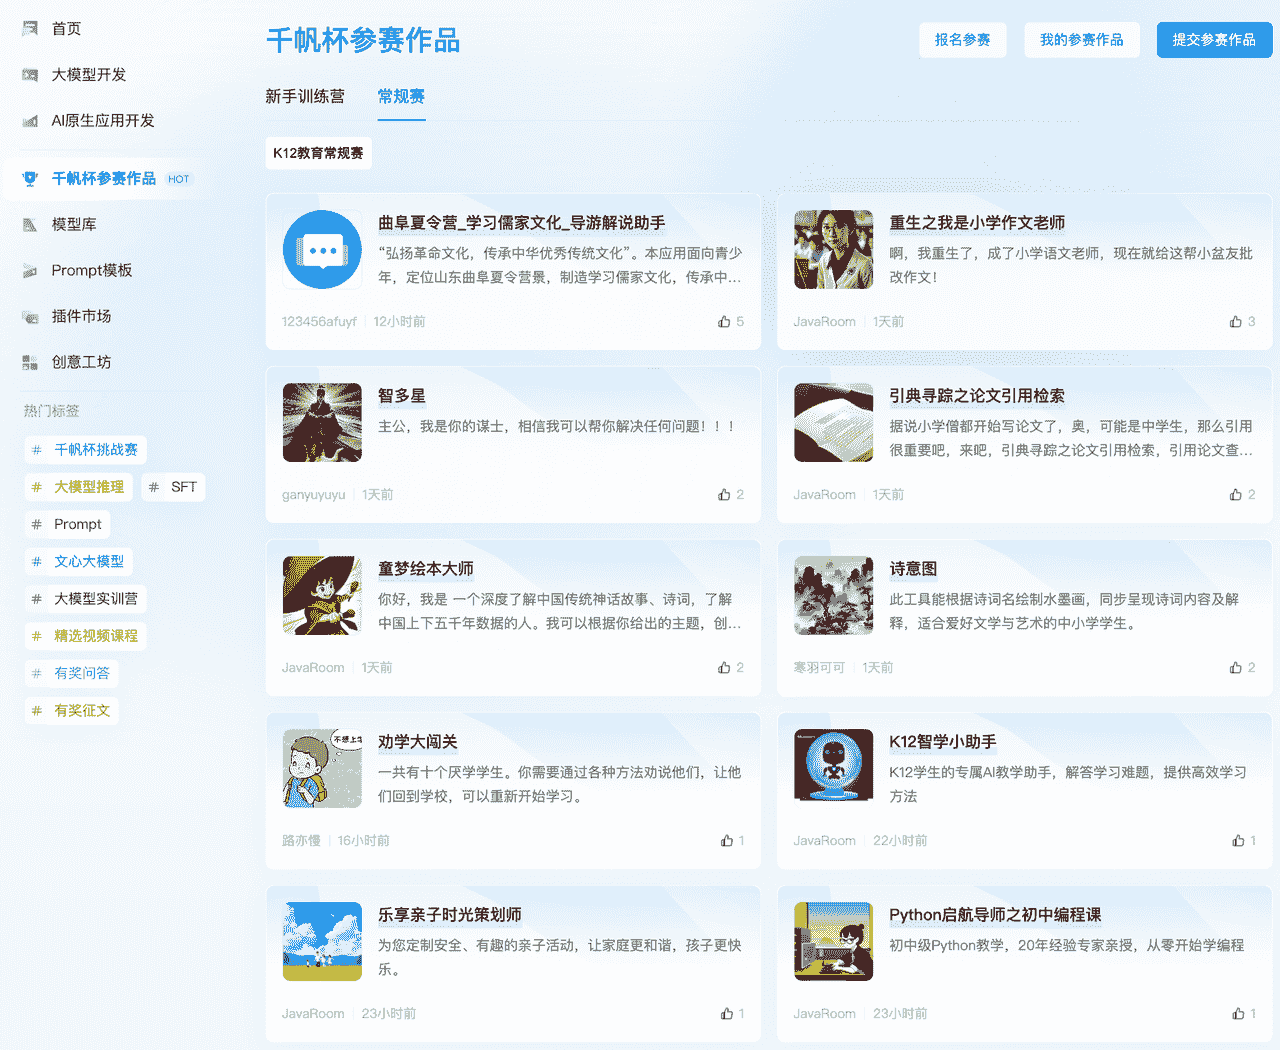 首页
大模型开发
AI原生应用开发
千帆杯参赛作品 HOT
模型库
Prompt模板
插件市场
创意工坊
热门标签
# 千帆杯挑战赛
# 大模型推理
# SFT
# Prompt
# 文心大模型
# 大模型实训营
# 精选视频课程
# 有奖问答
# 有奖征文
千帆杯参赛作品
报名参赛
我的参赛作品
提交参赛作品
新手训练营
常规赛
K12教育常规赛
曲阜夏令营_学习儒家文化_导游解说助手
“弘扬革命文化，传承中华优秀传统文化”。本应用面向青少
年，定位山东曲阜夏令营景，制造学习儒家文化，传承中...
123456afuyf 12小时前 5
重生之我是小学作文老师
啊，我重生了，成了小学语文老师，现在就给这帮小盆友批
改作文！
JavaRoom 1天前 3
智多星
主公，我是你的谋士，相信我可以帮你解决任何问题！！！
ganyuyuyu 1天前 2
引典寻踪之论文引用检索
据说小学僧都开始写论文了，奥，可能是中学生，那么引用
很重要吧，来吧，引典寻踪之论文引用检索，引用论文查...
JavaRoom 1天前 2
童梦绘本大师
你好，我是 一个深度了解中国传统神话故事、诗词，了解
中国上下五千年数据的人。我可以根据你给出的主题，创...
JavaRoom 1天前 2
诗意图
此工具能根据诗词名绘制水墨画，同步呈现诗词内容及解
释，适合爱好文学与艺术的中小学学生。
寒羽可可 1天前 2
不想上学
劝学大闯关
一共有十个厌学学生。你需要通过各种方法劝说他们，让他
们回到学校，可以重新开始学习。
路亦慢 16小时前 1
K12智学小助手
K12学生的专属AI教学助手，解答学习难题，提供高效学习
方法
JavaRoom 22小时前 1
乐享亲子时光策划师
为您定制安全、有趣的亲子活动，让家庭更和谐，孩子更快
乐。
JavaRoom 23小时前 1
Python启航导师之初中编程课
初中级Python教学，20年经验专家亲授，从零开始学编程
JavaRoom 23小时前 1